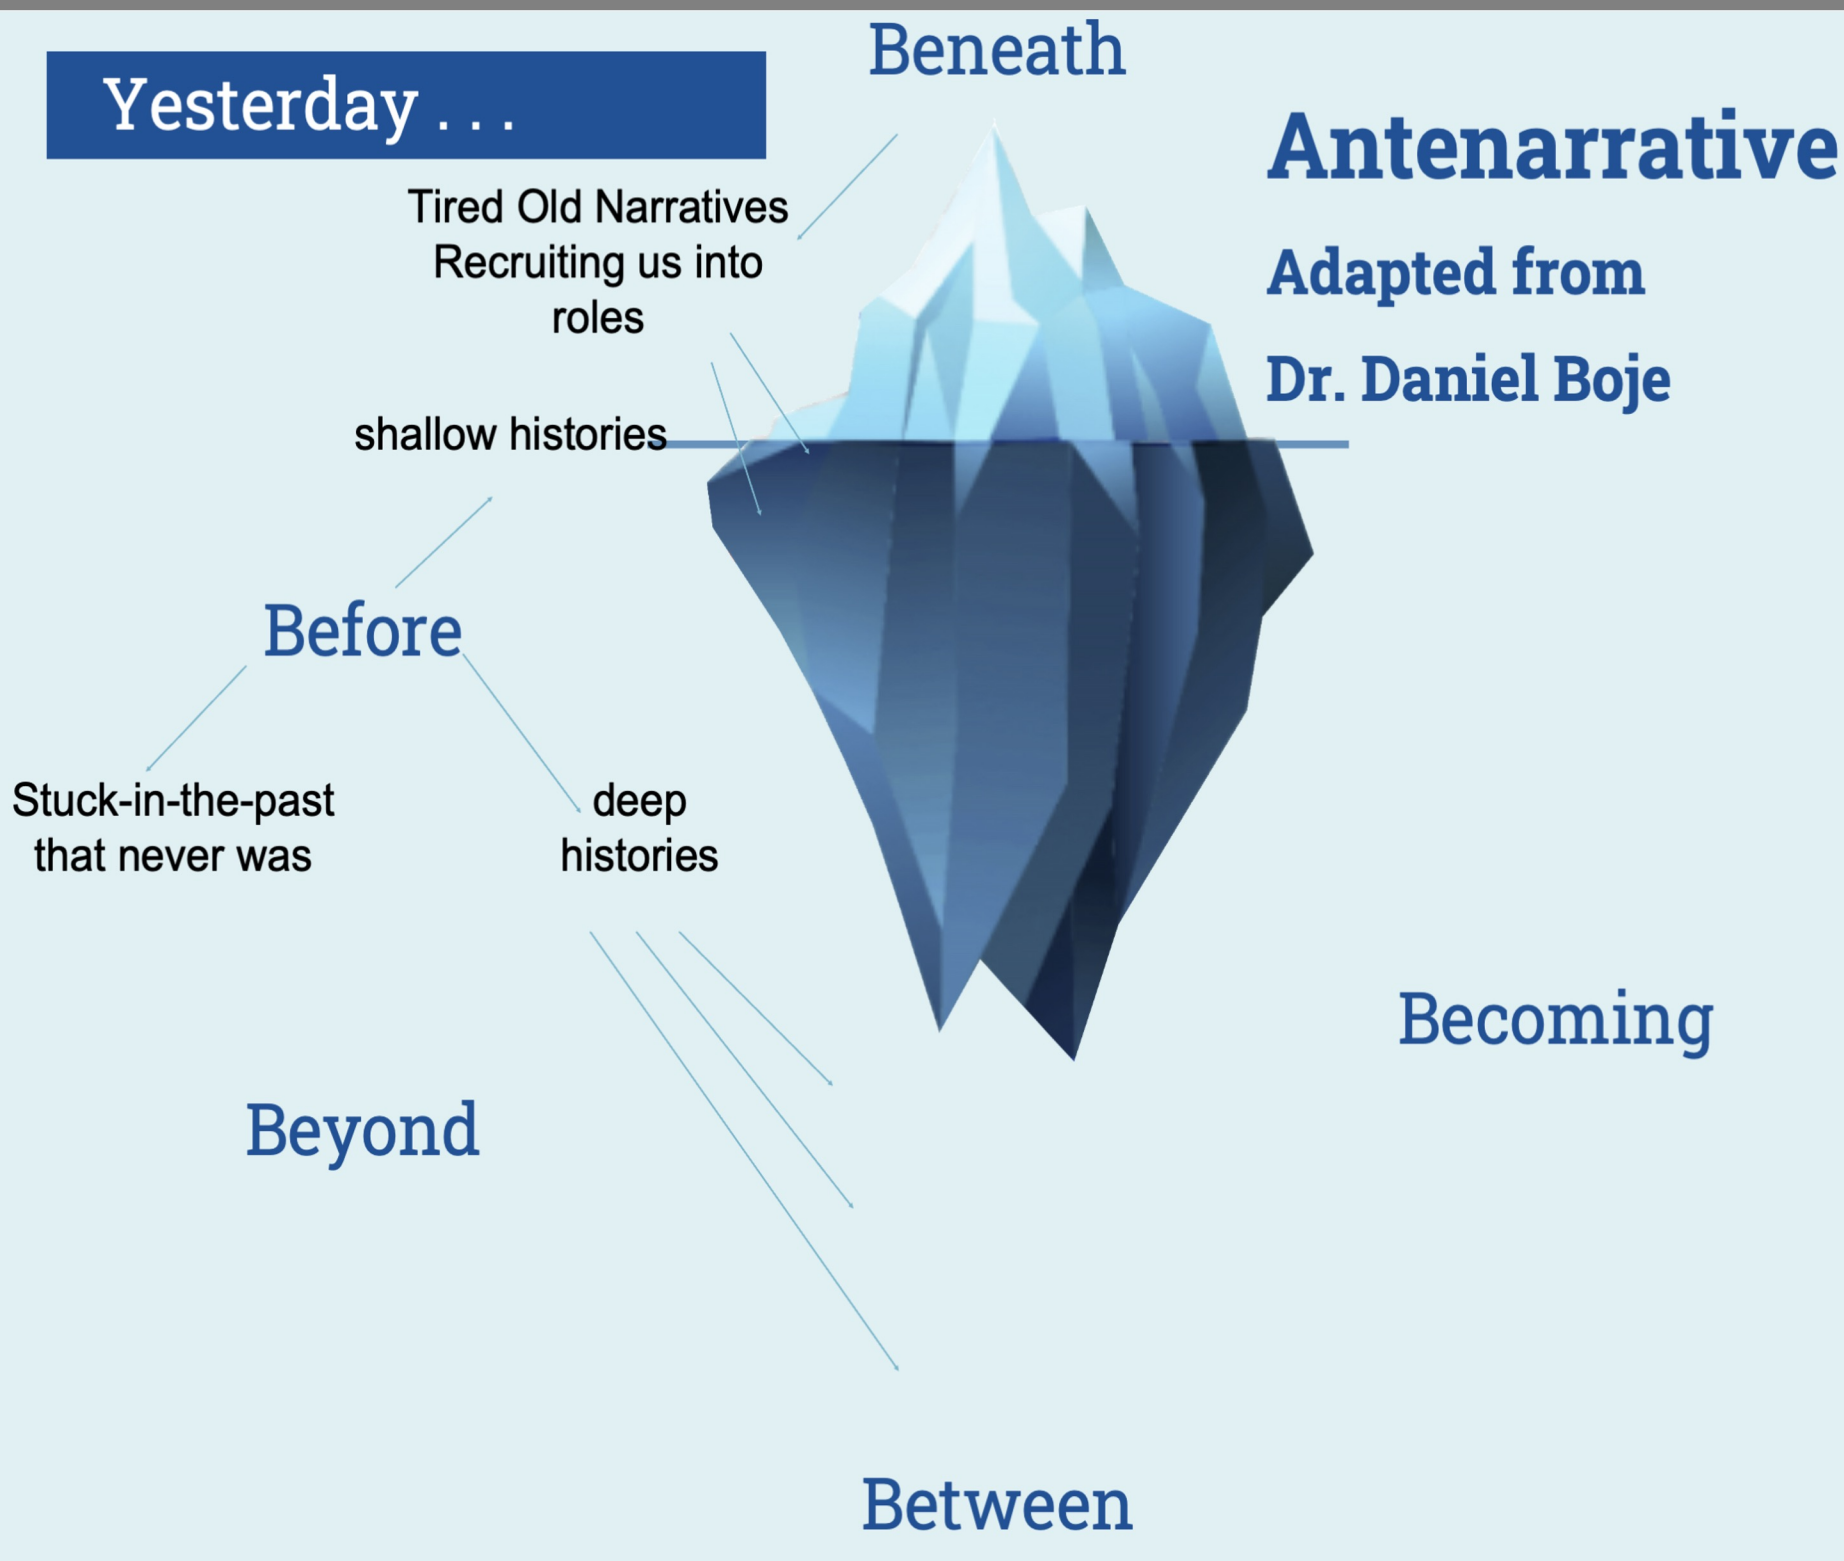 Beneath
Yesterday . . .
Antenarrative
Adapted from
Dr. Daniel Boje
Tired Old Narratives
Recruiting us into
roles
shallow histories
Before
Stuck-in-the-past
that never was
deep
histories
Becoming
Beyond
Between